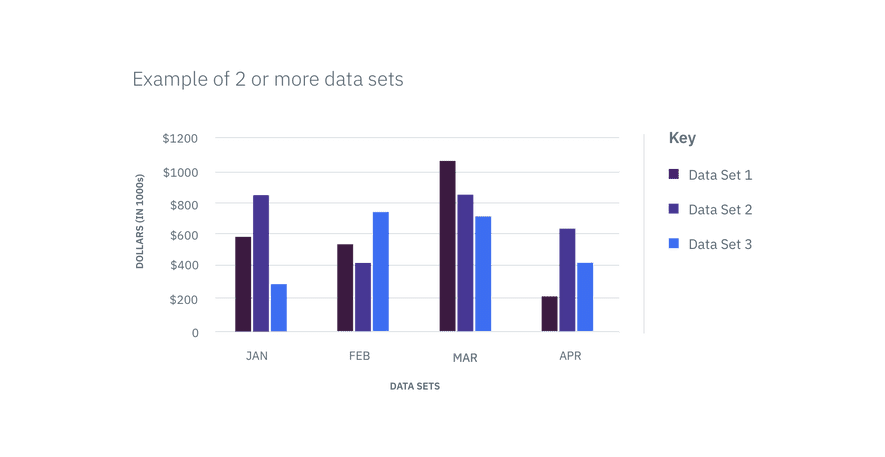 Example of 2 or more data sets
DOLLARS (IN 1000s)
$1200
$1000
$800
$600
$400
$200
0
JAN
FEB
MAR
APR
DATA SETS
Key
Data Set 1
Data Set 2
Data Set 3